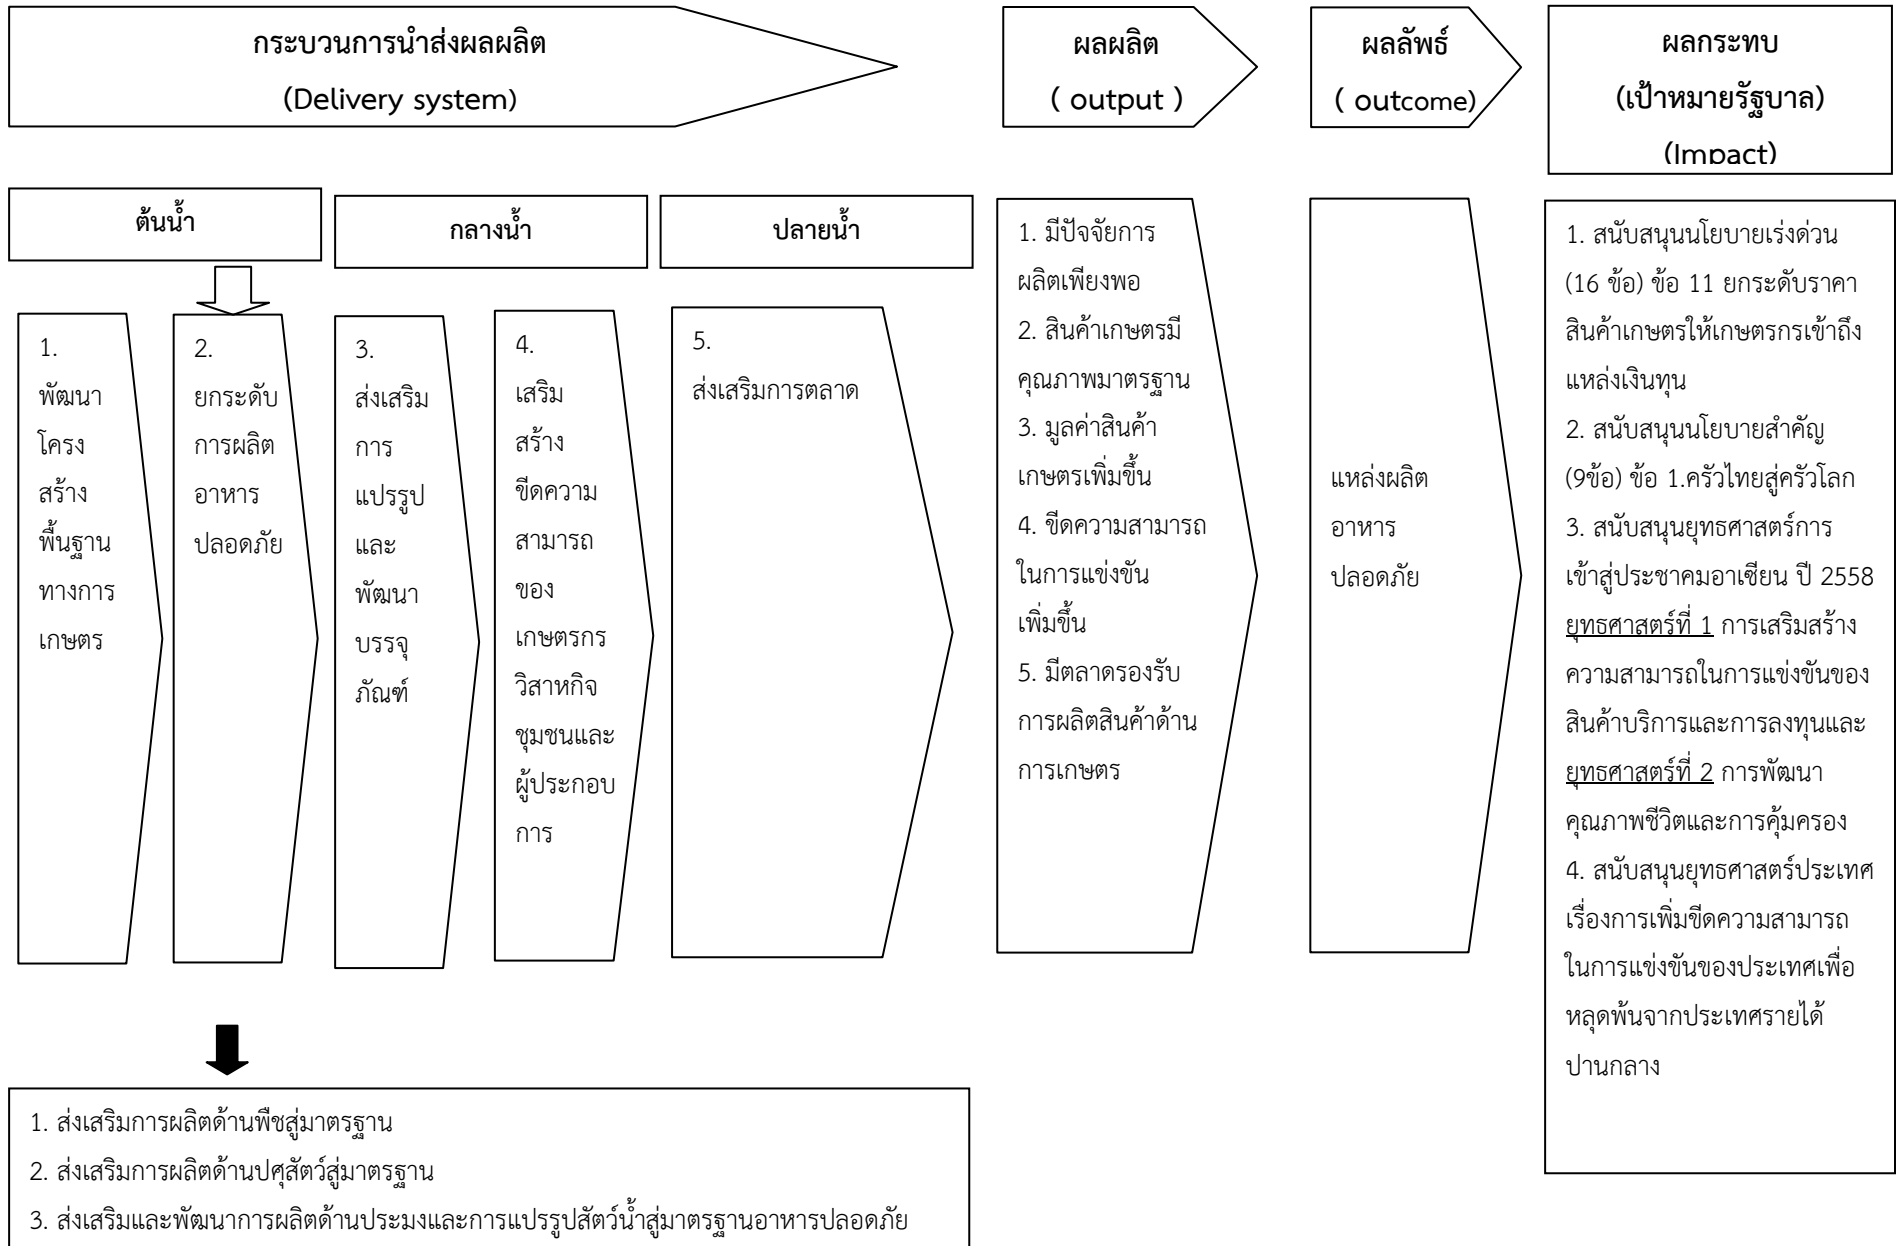 กระบวนการนำส่งผลผลิต
(Delivery system)
ผลผลิต
( output )
ผลลัพธ์
( outcome)
ผลกระทบ
(เป้าหมายรัฐบาล)
(Impact)
ต้นน้ำ
กลางน้ำ
ปลายน้ำ
1.
พัฒนา
โครง
สร้าง
พื้นฐาน
ทางการ
เกษตร
2.
ยกระดับ
การผลิต
อาหาร
ปลอดภัย
3.
ส่งเสริม
การ
แปรรูป
และ
พัฒนา
บรรจุ
ภัณฑ์
4.
เสริม
สร้าง
ขีดความ
สามารถ
ของ
เกษตรกร
วิสาหกิจ
ชุมชนและ
ผู้ประกอบ
การ
5.
ส่งเสริมการตลาด
1. มีปัจจัยการ
ผลิตเพียงพอ
2. สินค้าเกษตรมี
คุณภาพมาตรฐาน
3. มูลค่าสินค้า
เกษตรเพิ่มขึ้น
4. ขีดความสามารถ
ในการแข่งขัน
เพิ่มขึ้น
5. มีตลาดรองรับ
การผลิตสินค้าด้าน
การเกษตร
แหล่งผลิต
อาหาร
ปลอดภัย
1. สนับสนุนนโยบายเร่งด่วน
(16 ข้อ) ข้อ 11 ยกระดับราคา
สินค้าเกษตรให้เกษตรกรเข้าถึง
แหล่งเงินทุน
2. สนับสนุนนโยบายสำคัญ
(9ข้อ) ข้อ 1.ครัวไทยสู่ครัวโลก
3. สนับสนุนยุทธศาสตร์การ
เข้าสู่ประชาคมอาเซียน ปี 2558
ยุทธศาสตร์ที่ 1 การเสริมสร้าง
ความสามารถในการแข่งขันของ
สินค้าบริการและการลงทุนและ
ยุทธศาสตร์ที่ 2 การพัฒนา
คุณภาพชีวิตและการคุ้มครอง
4. สนับสนุนยุทธศาสตร์ประเทศ
เรื่องการเพิ่มขีดความสามารถ
ในการแข่งขันของประเทศเพื่อ
หลุดพ้นจากประเทศรายได้
ปานกลาง
1. ส่งเสริมการผลิตด้านพืชสู่มาตรฐาน
2. ส่งเสริมการผลิตด้านปศุสัตว์สู่มาตรฐาน
3. ส่งเสริมและพัฒนาการผลิตด้านประมงและการแปรรูปสัตว์น้ำสู่มาตรฐานอาหารปลอดภัย